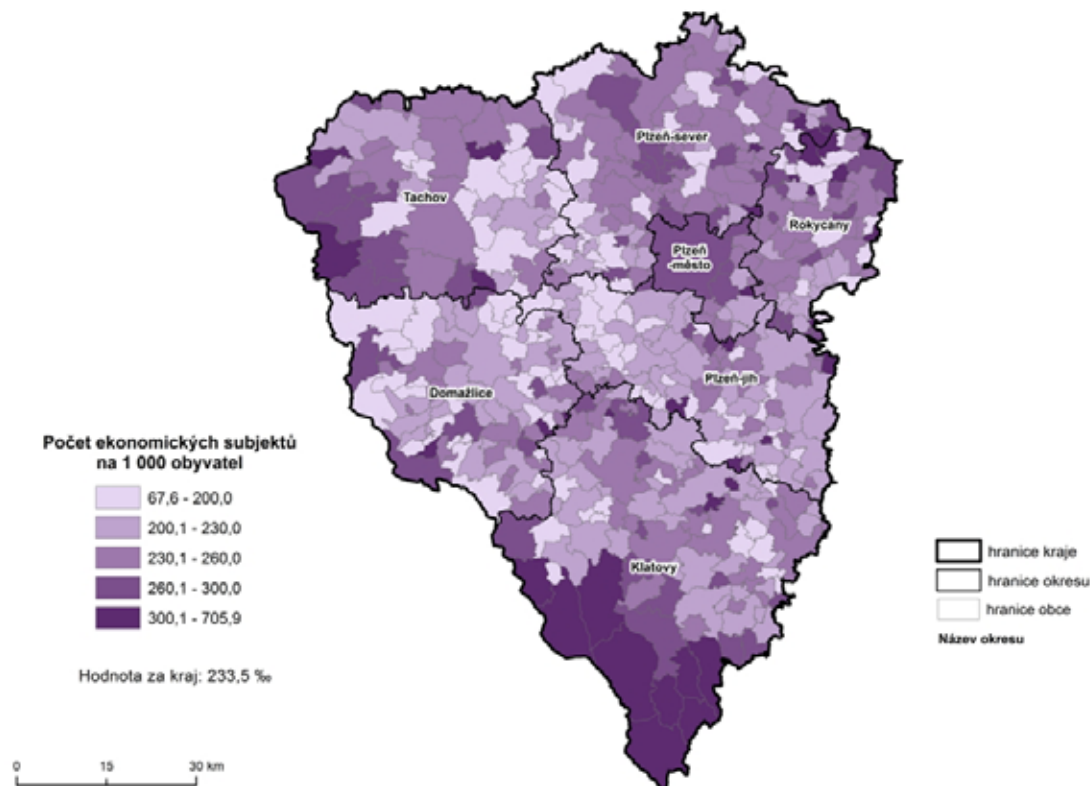 Plzeň-sever
Tachov
Rokycany
Plzeň
-město
Domažlice
Plzeň-jih
Klatovy
Počet ekonomických subjektů
na 1 000 obyvatel
67,6 - 200,0
200,1 - 230,0
230,1 - 260,0
260,1 - 300,0
300,1 - 705,9
Hodnota za kraj: 233,5 ‰
hranice kraje
hranice okresu
hranice obce
Název okresu
0 15 30 km